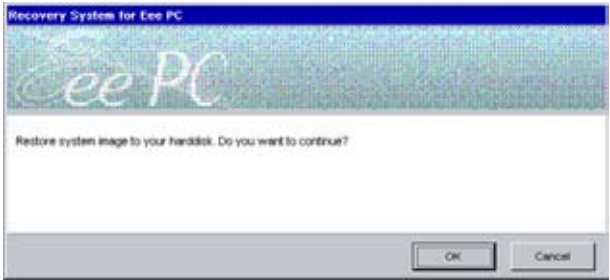 Recovery System for Eee PC
Eee PC
Restore system image to your harddisk. Do you want to continue?
OK
Cancel